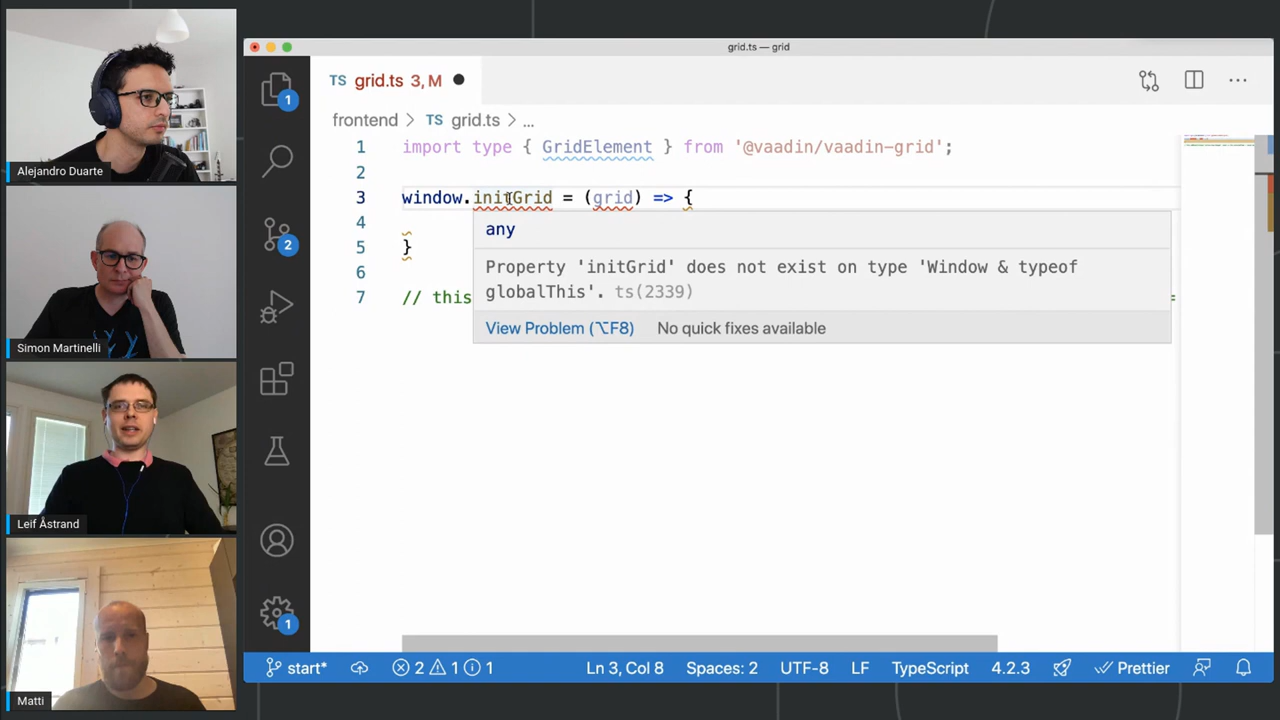 Alejandro Duarte
Simon Martinelli
Leif Åstrand
Matti
grid.ts — grid
TS grid.ts 3, M
frontend > TS grid.ts > ...
1 import type { GridElement } from '@vaadin/vaadin-grid';
2
3 window.initGrid = (grid) => {
4
5 }
6
7 // this
any
Property 'initGrid' does not exist on type 'Window & typeof
globalThis'. ts(2339)
View Problem (⌥F8) No quick fixes available
1
2
1
start* 2 1 1 Ln 3, Col 8 Spaces: 2 UTF-8 LF TypeScript 4.2.3 Prettier